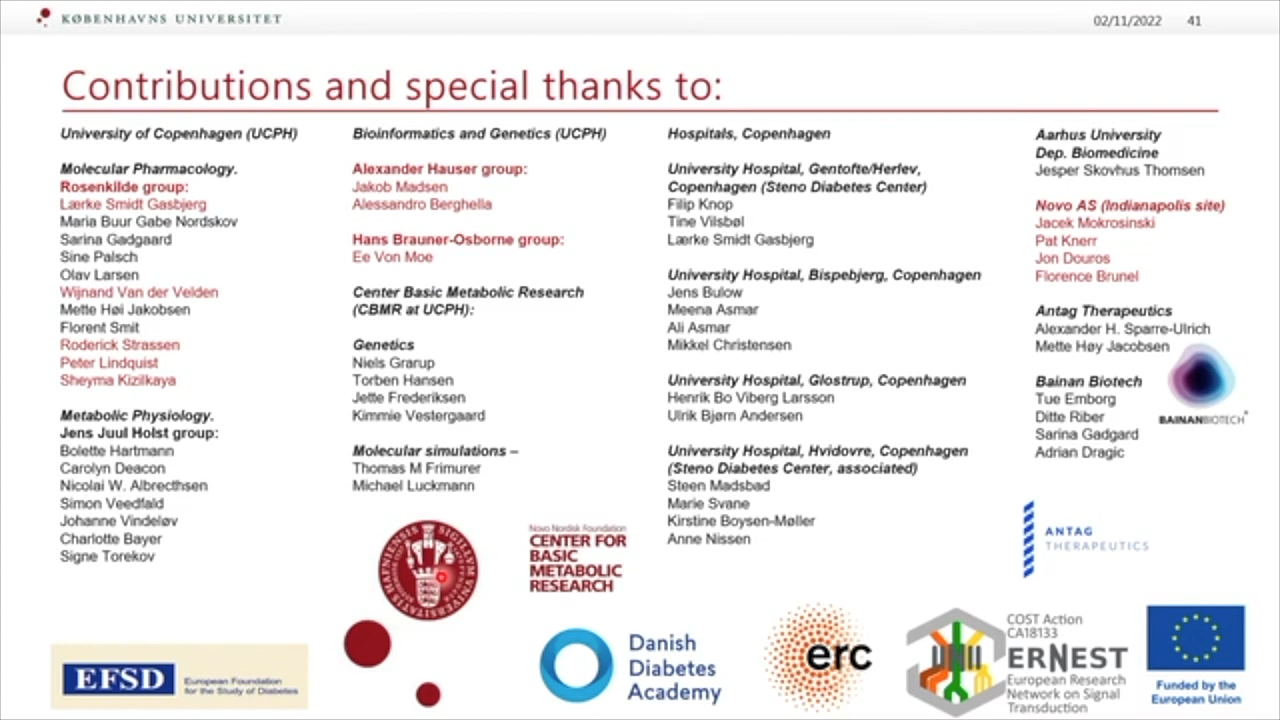 KØBENHAVNS UNIVERSITET
02/11/2022 41
Contributions and special thanks to:
University of Copenhagen (UCPH)
Molecular Pharmacology.
Rosenkilde group:
Lærke Smidt Gasbjerg
Maria Buur Gabe Nordskov
Sarina Gadgaard
Sine Palsch
Olav Larsen
Wijnand Van der Velden
Mette Høi Jakobsen
Florent Smit
Roderick Strassen
Peter Lindquist
Sheyma Kizilkaya
Metabolic Physiology.
Jens Juul Holst group:
Bolette Hartmann
Carolyn Deacon
Nicolai W. Albrecthsen
Simon Veedfald
Johanne Vindeløv
Charlotte Bayer
Signe Torekov
Bioinformatics and Genetics (UCPH)
Alexander Hauser group:
Jakob Madsen
Alessandro Berghella
Hans Brauner-Osborne group:
Ee Von Moe
Center Basic Metabolic Research
(CBMR at UCPH):
Genetics
Niels Grarup
Torben Hansen
Jette Frederiksen
Kimmie Vestergaard
Molecular simulations –
Thomas M Frimurer
Michael Luckmann
Hospitals, Copenhagen
University Hospital, Gentofte/Herlev,
Copenhagen (Steno Diabetes Center)
Filip Knop
Tine Vilsbøl
Lærke Smidt Gasbjerg
University Hospital, Bispebjerg, Copenhagen
Jens Bulow
Meena Asmar
Ali Asmar
Mikkel Christensen
University Hospital, Glostrup, Copenhagen
Henrik Bo Viberg Larsson
Ulrik Bjørn Andersen
University Hospital, Hvidovre, Copenhagen
(Steno Diabetes Center, associated)
Steen Madsbad
Marie Svane
Kirstine Boysen-Møller
Anne Nissen
Aarhus University
Dep. Biomedicine
Jesper Skovhus Thomsen
Novo AS (Indianapolis site)
Jacek Mokrosinski
Pat Knerr
Jon Douros
Florence Brunel
Antag Therapeutics
Alexander H. Sparre-Ulrich
Mette Høy Jacobsen
Bainan Biotech
Tue Emborg
Ditte Riber
Sarina Gadgard
Adrian Dragic
BAINANBIOTECH
ANTAG
THERAPEUTICS
Novo Nordisk Foundation
CENTER FOR
BASIC
METABOLIC
RESEARCH
EFSD
European Foundation
for the Study of Diabetes
Danish
Diabetes
Academy
erc
COST Action
CA18133
ERNEST
European Research
Network on Signal
Transduction
Funded by the
European Union